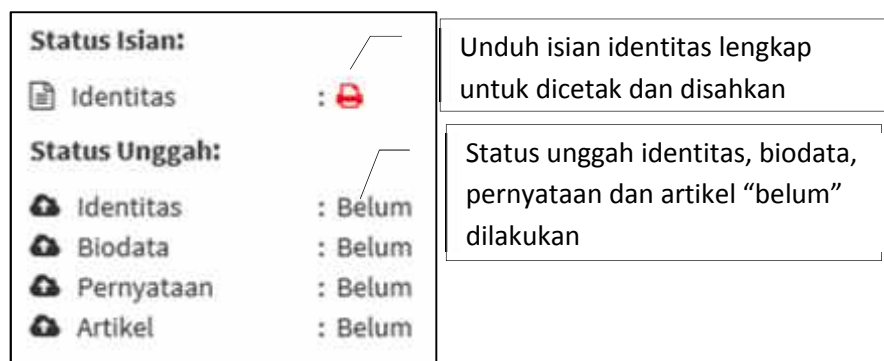 Status Isian:
Identitas :
Status Unggah:
Identitas : Belum
Biodata : Belum
Pernyataan : Belum
Artikel : Belum
Unduh isian identitas lengkap
untuk dicetak dan disahkan
Status unggah identitas, biodata,
pernyataan dan artikel “belum”
dilakukan